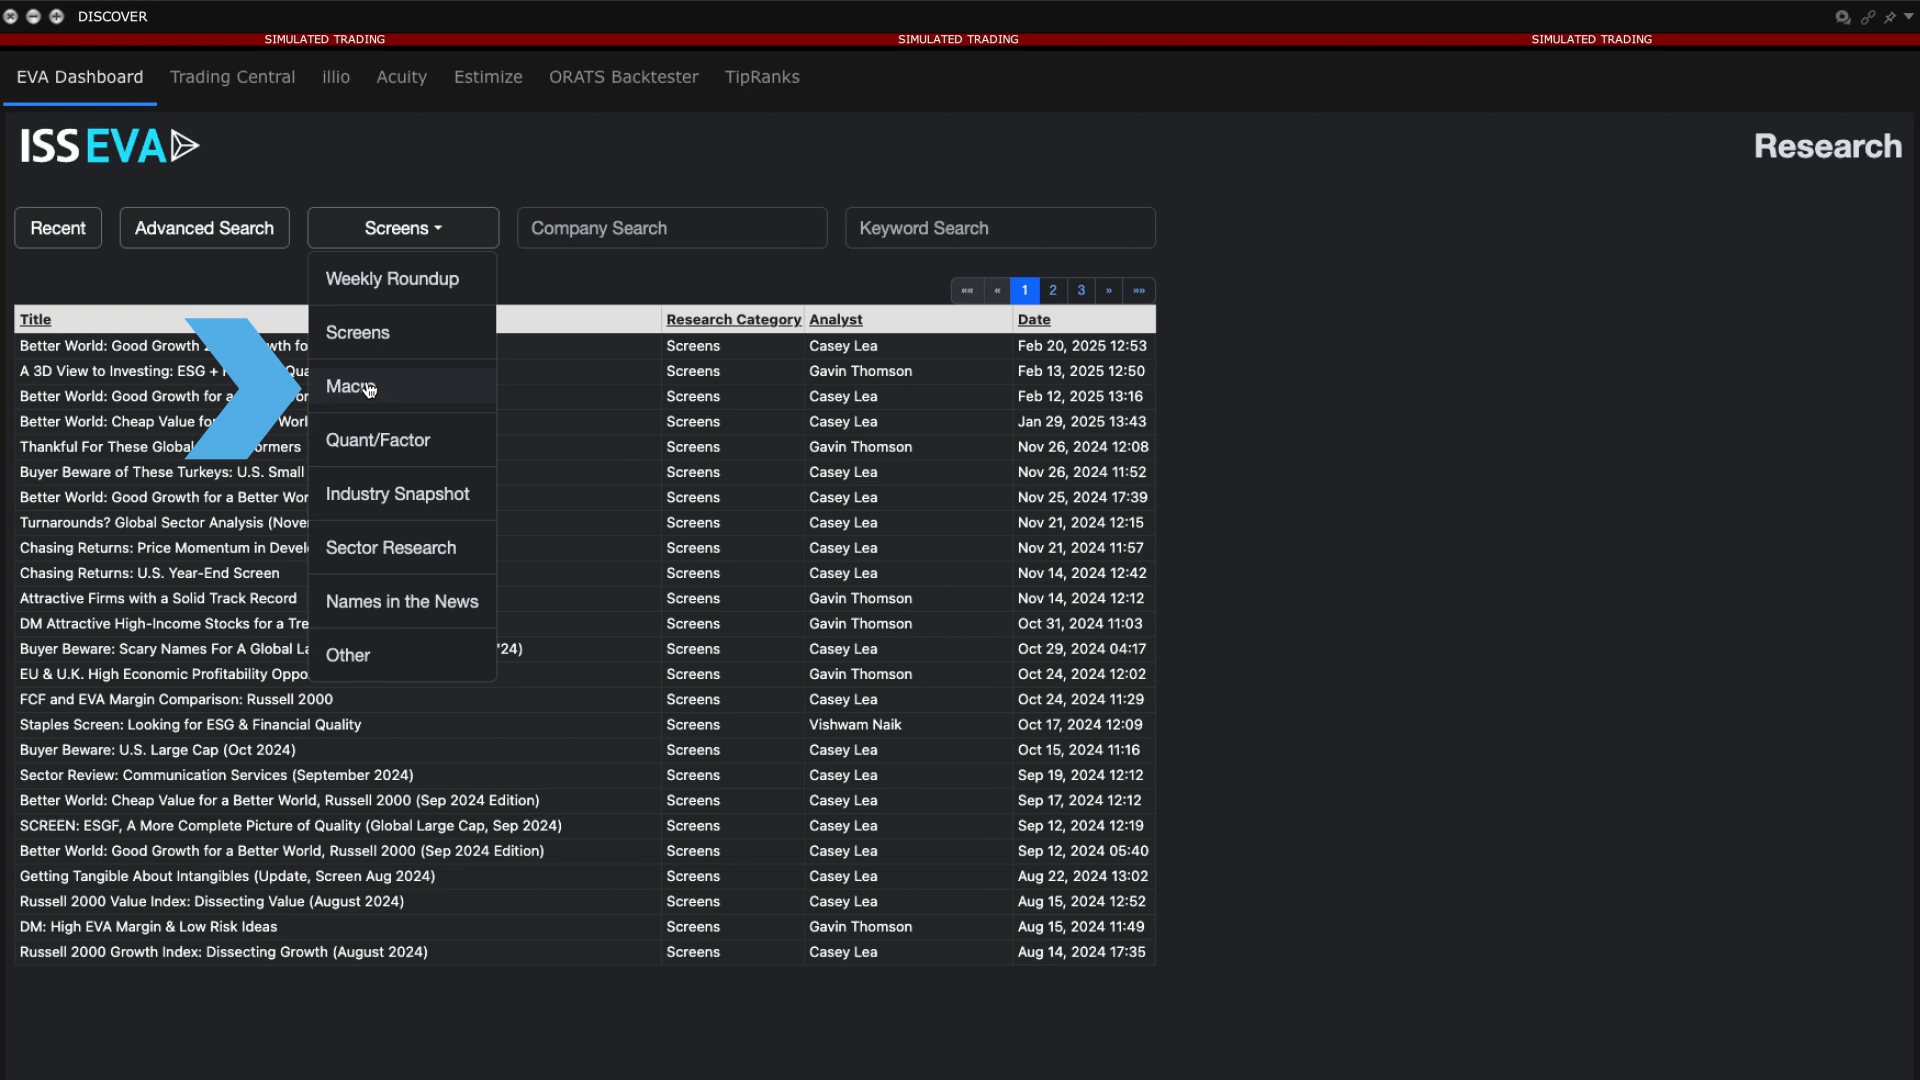 DISCOVER
SIMULATED TRADING SIMULATED TRADING SIMULATED TRADING
EVA Dashboard Trading Central illio Acuity Estimize ORATS Backtester TipRanks
ISS EVA Research
Recent Advanced Search Screens Company Search Keyword Search
Weekly Roundup
Screens
Macro
Quant/Factor
Industry Snapshot
Sector Research
Names in the News
Other
«« « 1 2 3 » »»
Title Research Category Analyst Date
Better World: Good Growth Screens Casey Lea Feb 20, 2025 12:53
A 3D View to Investing: ESG + Screens Gavin Thomson Feb 13, 2025 12:50
Better World: Good Growth for a Screens Casey Lea Feb 12, 2025 13:16
Better World: Cheap Value for Screens Casey Lea Jan 29, 2025 13:43
Thankful For These Global Screens Gavin Thomson Nov 26, 2024 12:08
Buyer Beware of These Turkeys: U.S. Small Screens Casey Lea Nov 26, 2024 11:52
Better World: Good Growth for a Better Wor Screens Casey Lea Nov 25, 2024 17:39
Turnarounds? Global Sector Analysis (Nove Screens Casey Lea Nov 21, 2024 12:15
Chasing Returns: Price Momentum in Devel Screens Casey Lea Nov 21, 2024 11:57
Chasing Returns: U.S. Year-End Screen Screens Casey Lea Nov 14, 2024 12:42
Attractive Firms with a Solid Track Record Screens Gavin Thomson Nov 14, 2024 12:12
DM Attractive High-Income Stocks for a Tre Screens Gavin Thomson Oct 31, 2024 11:03
Buyer Beware: Scary Names For A Global La '24) Screens Casey Lea Oct 29, 2024 04:17
EU & U.K. High Economic Profitability Oppo Screens Gavin Thomson Oct 24, 2024 12:02
FCF and EVA Margin Comparison: Russell 2000 Screens Casey Lea Oct 24, 2024 11:29
Staples Screen: Looking for ESG & Financial Quality Screens Vishwam Naik Oct 17, 2024 12:09
Buyer Beware: U.S. Large Cap (Oct 2024) Screens Casey Lea Oct 15, 2024 11:16
Sector Review: Communication Services (September 2024) Screens Casey Lea Sep 19, 2024 12:12
Better World: Cheap Value for a Better World, Russell 2000 (Sep 2024 Edition) Screens Casey Lea Sep 17, 2024 12:12
SCREEN: ESGF, A More Complete Picture of Quality (Global Large Cap, Sep 2024) Screens Casey Lea Sep 12, 2024 12:19
Better World: Good Growth for a Better World, Russell 2000 (Sep 2024 Edition) Screens Casey Lea Sep 12, 2024 05:40
Getting Tangible About Intangibles (Update, Screen Aug 2024) Screens Casey Lea Aug 22, 2024 13:02
Russell 2000 Value Index: Dissecting Value (August 2024) Screens Casey Lea Aug 15, 2024 12:52
DM: High EVA Margin & Low Risk Ideas Screens Gavin Thomson Aug 15, 2024 11:49
Russell 2000 Growth Index: Dissecting Growth (August 2024) Screens Casey Lea Aug 14, 2024 17:35